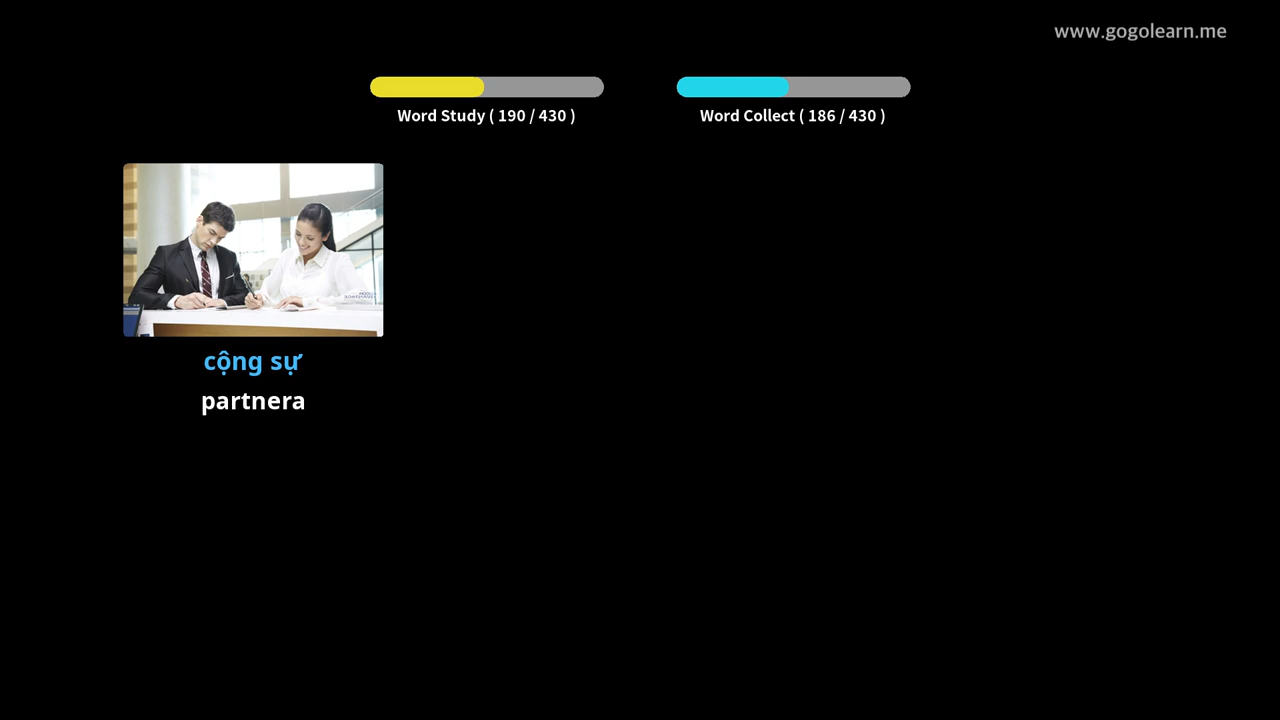 www.gogolearn.me
Word Study ( 190 / 430 )
Word Collect ( 186 / 430 )
cộng sự
partnera